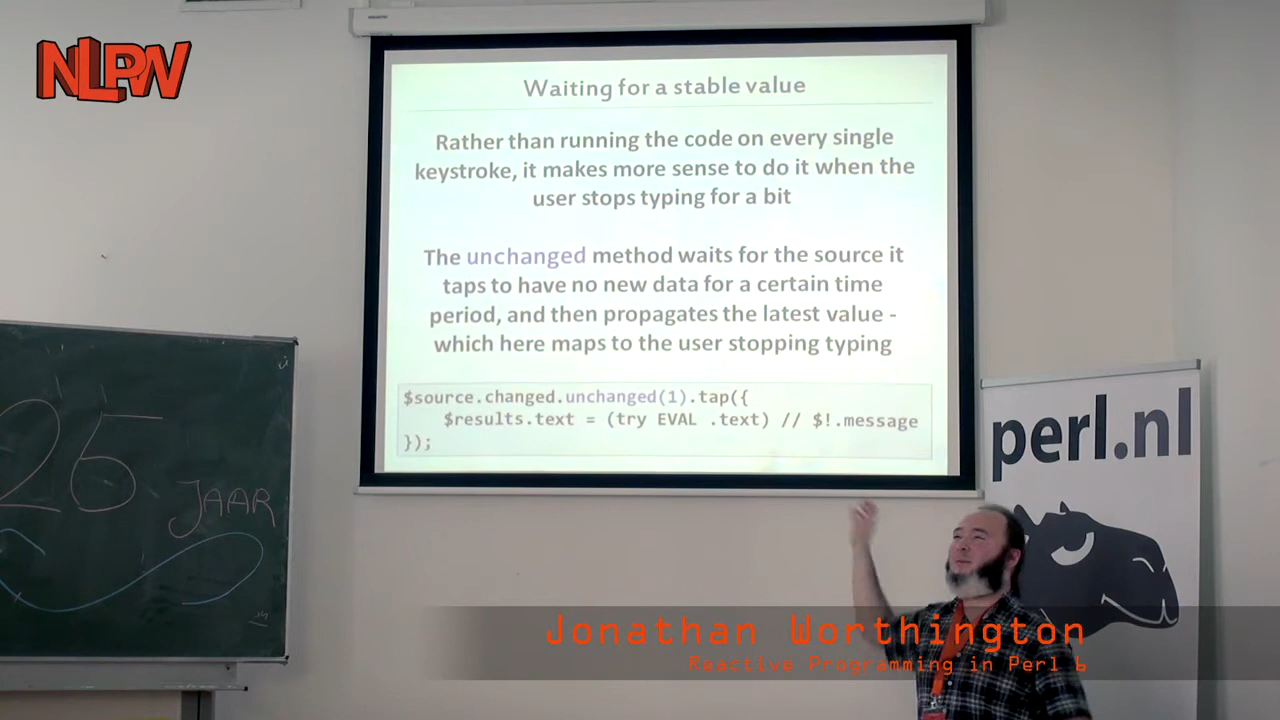 NLPW
Waiting for a stable value
Rather than running the code on every single
keystroke, it makes more sense to do it when the
user stops typing for a bit
The unchanged method waits for the source it
taps to have no new data for a certain time
period, and then propagates the latest value -
which here maps to the user stopping typing
$source.changed.unchanged(1).tap({
$results.text = (try EVAL .text) // $!.message
});
25
JAAR
perl.nl
Jonathan Worthington
Reactive Programming in Perl 6